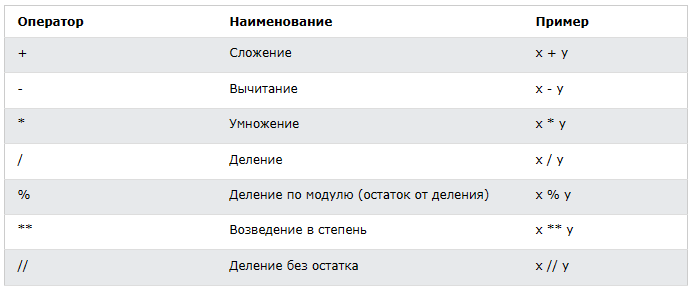 Оператор Наименование Пример
+ Сложение x + y
- Вычитание x - y
* Умножение x * y
/ Деление x / y
% Деление по модулю (остаток от деления) x % y
** Возведение в степень x ** y
// Деление без остатка x // y